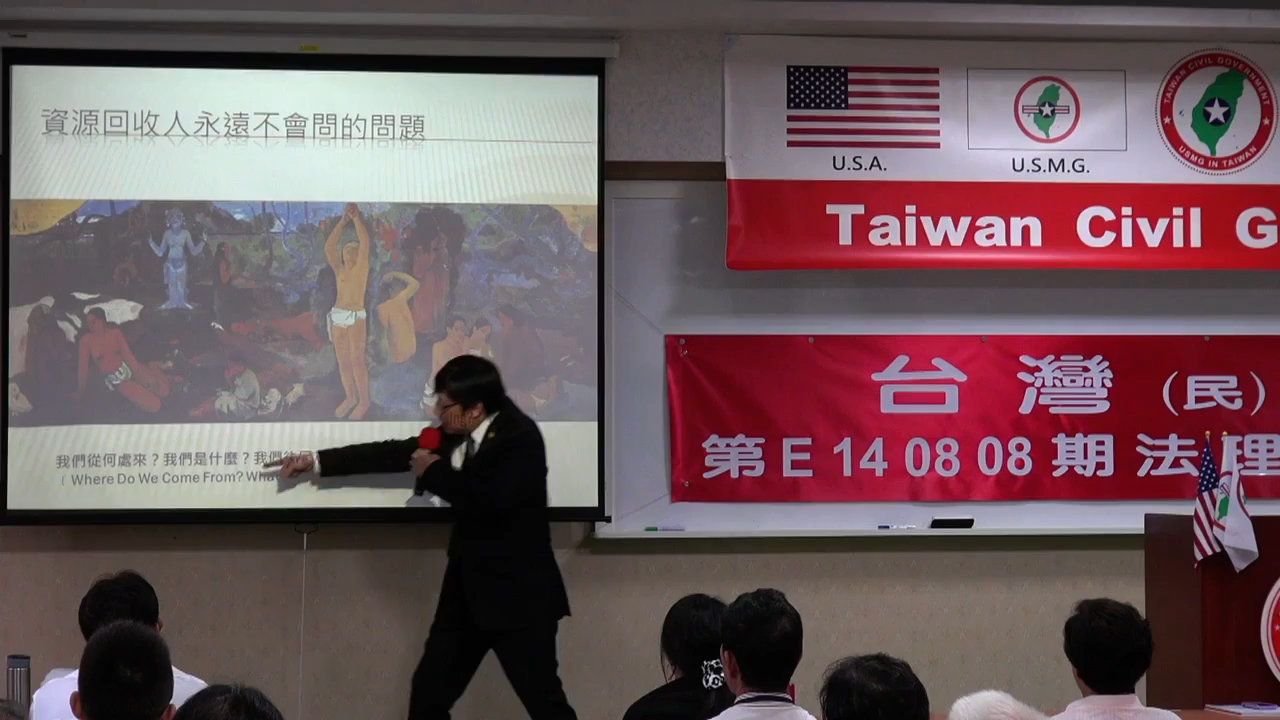 資源回收人永遠不會問的問題
我們從何處來？我們是什麼？我們往
「 Where Do We Come From?
U.S.A.
U.S.M.G.
TAIWAN CIVIL GOVERNMENT
USMG IN TAIWAN
Taiwan Civil G
台灣（民）
第 E 14 08 08 期 法 理